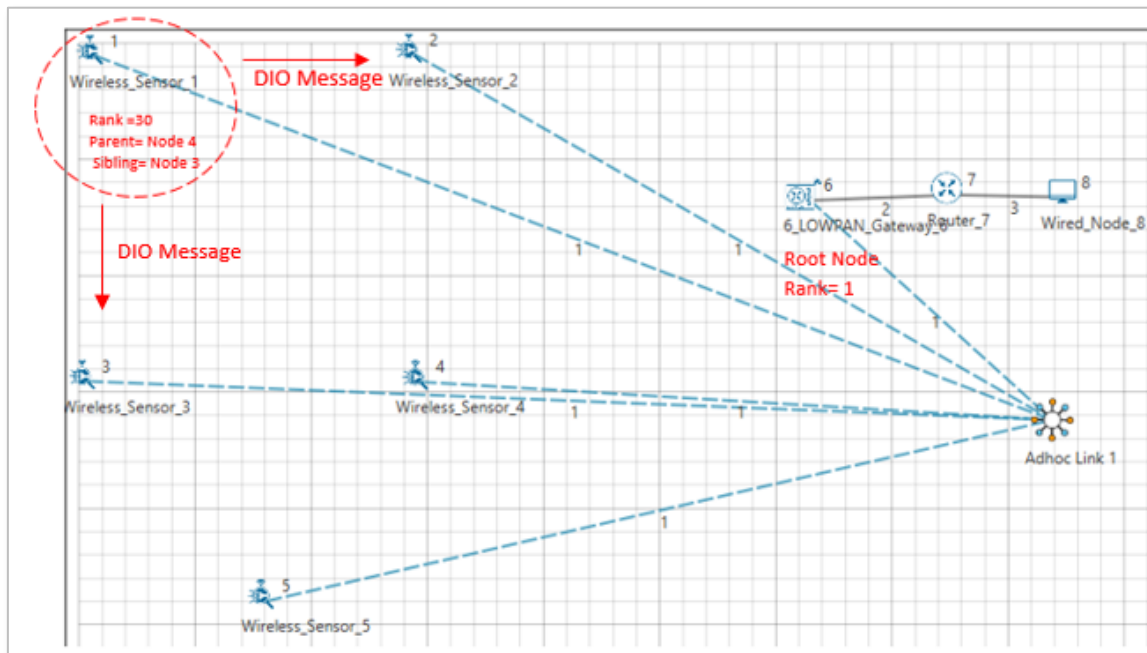 1
2
Wireless_Sensor_1
DIO Message
Wireless_Sensor_2
Rank =30
Parent= Node 4
Sibling= Node 3
6
7
8
2
3
6_LOWPAN_Gateway_6
Router_7
Wired_Node_8
DIO Message
1
1
Root Node
Rank= 1
1
3
4
Wireless_Sensor_3
Wireless_Sensor_4
1
1
Adhoc Link 1
1
5
Wireless_Sensor_5